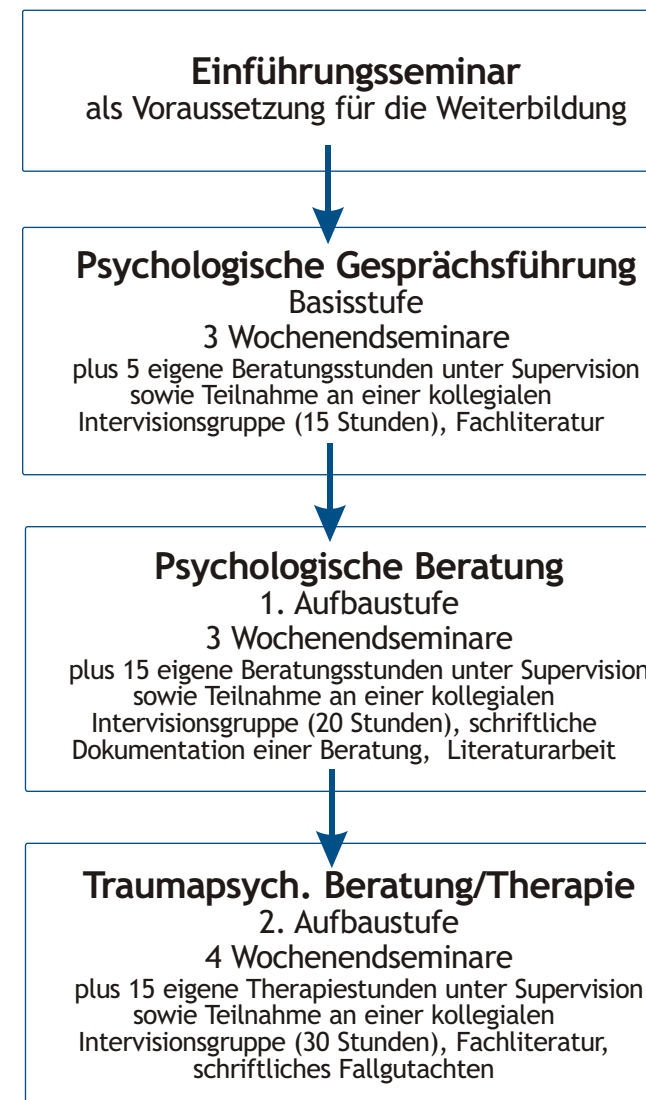 Einführungsseminar
als Voraussetzung für die Weiterbildung
Psychologische Gesprächsführung
Basisstufe
3 Wochenendseminare
plus 5 eigene Beratungsstunden unter Supervision
sowie Teilnahme an einer kollegialen
Intervisionsgruppe (15 Stunden), Fachliteratur
Psychologische Beratung
1. Aufbaustufe
3 Wochenendseminare
plus 15 eigene Beratungsstunden unter Supervision
sowie Teilnahme an einer kollegialen
Intervisionsgruppe (20 Stunden), schriftliche
Dokumentation einer Beratung, Literaturarbeit
Traumapsych. Beratung/Therapie
2. Aufbaustufe
4 Wochenendseminare
plus 15 eigene Therapiestunden unter Supervision
sowie Teilnahme an einer kollegialen
Intervisionsgruppe (30 Stunden), Fachliteratur,
schriftliches Fallgutachten